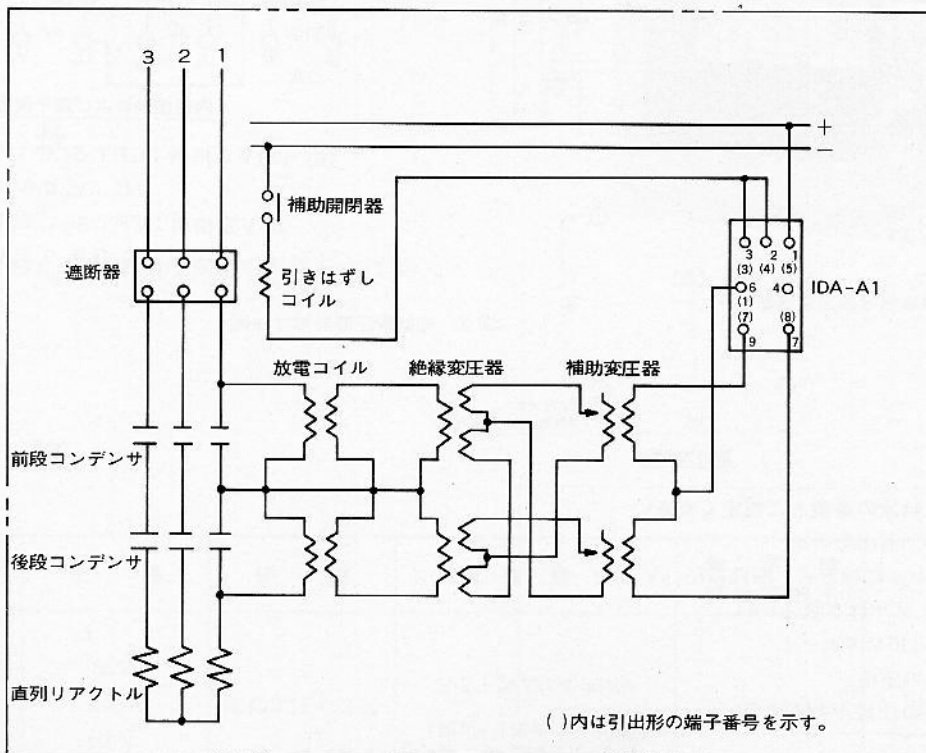 3 2 1
+
−
補助開閉器
遮断器
引きはずし
コイル
3 2 1
(3) (4) (5)
6 4
IDA-A1
(1)
(7) (8)
9 7
放電コイル 絶縁変圧器 補助変圧器
前段コンデンサ
後段コンデンサ
直列リアクトル
( )内は引出形の端子番号を示す。